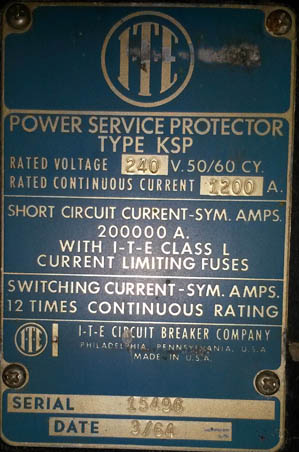 I-T-E
POWER SERVICE PROTECTOR
TYPE KSP
RATED VOLTAGE 240 V. 50/60 CY.
RATED CONTINUOUS CURRENT 1200 A.
SHORT CIRCUIT CURRENT-SYM. AMPS.
200000 A.
WITH I-T-E CLASS L
CURRENT LIMITING FUSES
SWITCHING CURRENT-SYM. AMPS.
12 TIMES CONTINUOUS RATING
I-T-E I-T-E CIRCUIT BREAKER COMPANY
PHILADELPHIA, PENNSYLVANIA, U.S.A.
MADE IN U.S.A.
SERIAL 15496
DATE 3/64